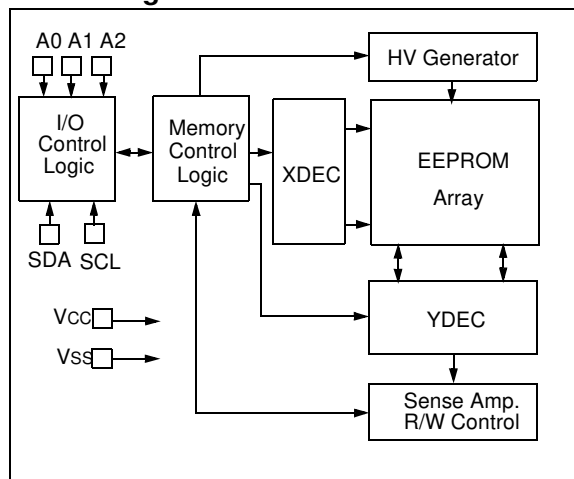 A0 A1 A2
HV Generator
I/O
Control
Logic
Memory
Control
Logic
XDEC
EEPROM
Array
SDA SCL
VCC
VSS
YDEC
Sense Amp.
R/W Control